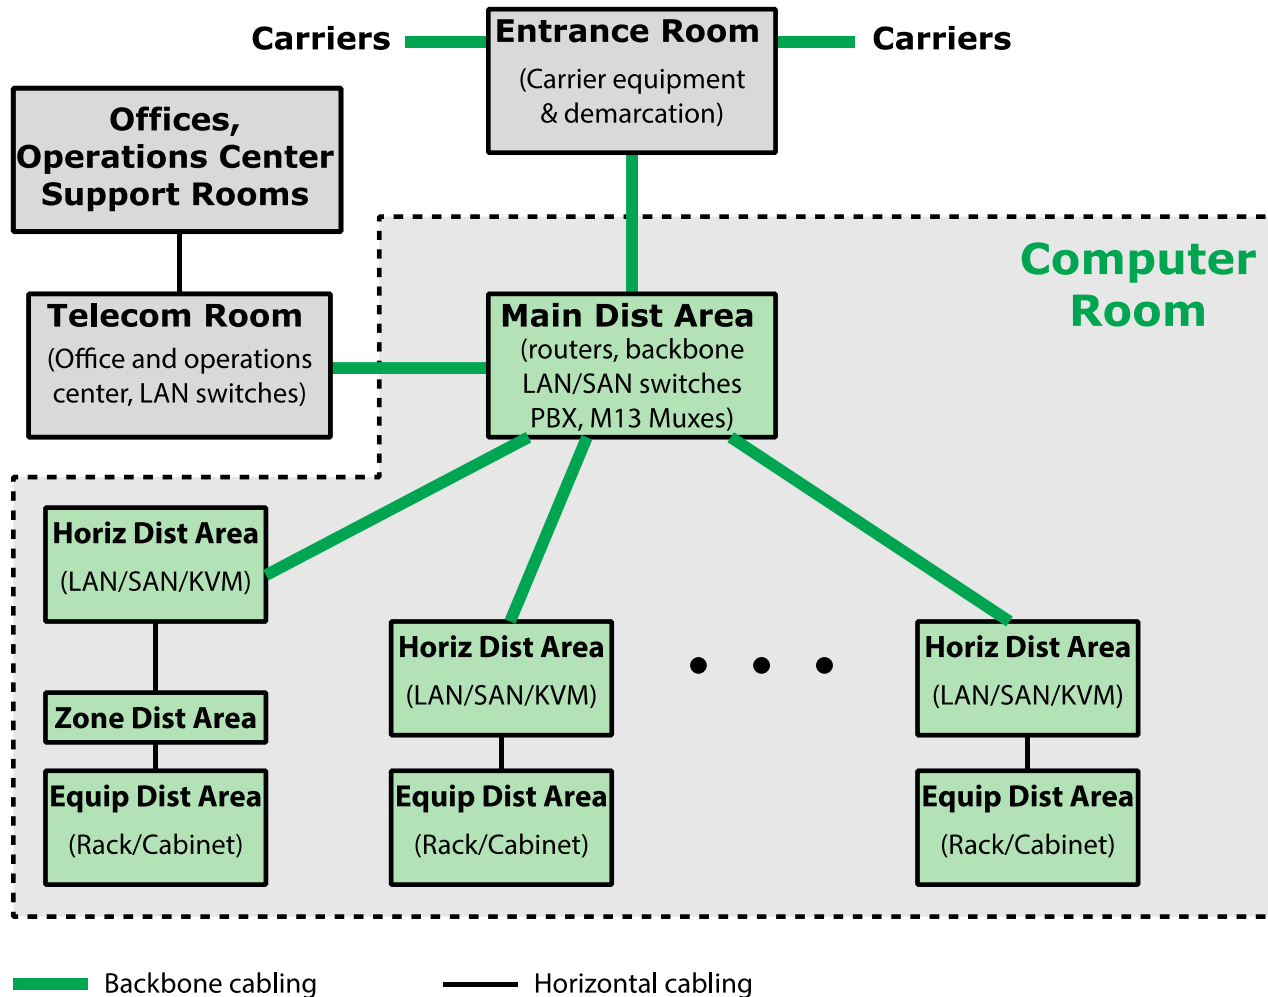 Carriers
Entrance Room
(Carrier equipment
& demarcation)
Carriers
Offices,
Operations Center
Support Rooms
Computer
Room
Telecom Room
(Office and operations
center, LAN switches)
Main Dist Area
(routers, backbone
LAN/SAN switches
PBX, M13 Muxes)
Horiz Dist Area
(LAN/SAN/KVM)
Zone Dist Area
Equip Dist Area
(Rack/Cabinet)
Horiz Dist Area
(LAN/SAN/KVM)
Equip Dist Area
(Rack/Cabinet)
• • •
Horiz Dist Area
(LAN/SAN/KVM)
Equip Dist Area
(Rack/Cabinet)
Backbone cabling
Horizontal cabling